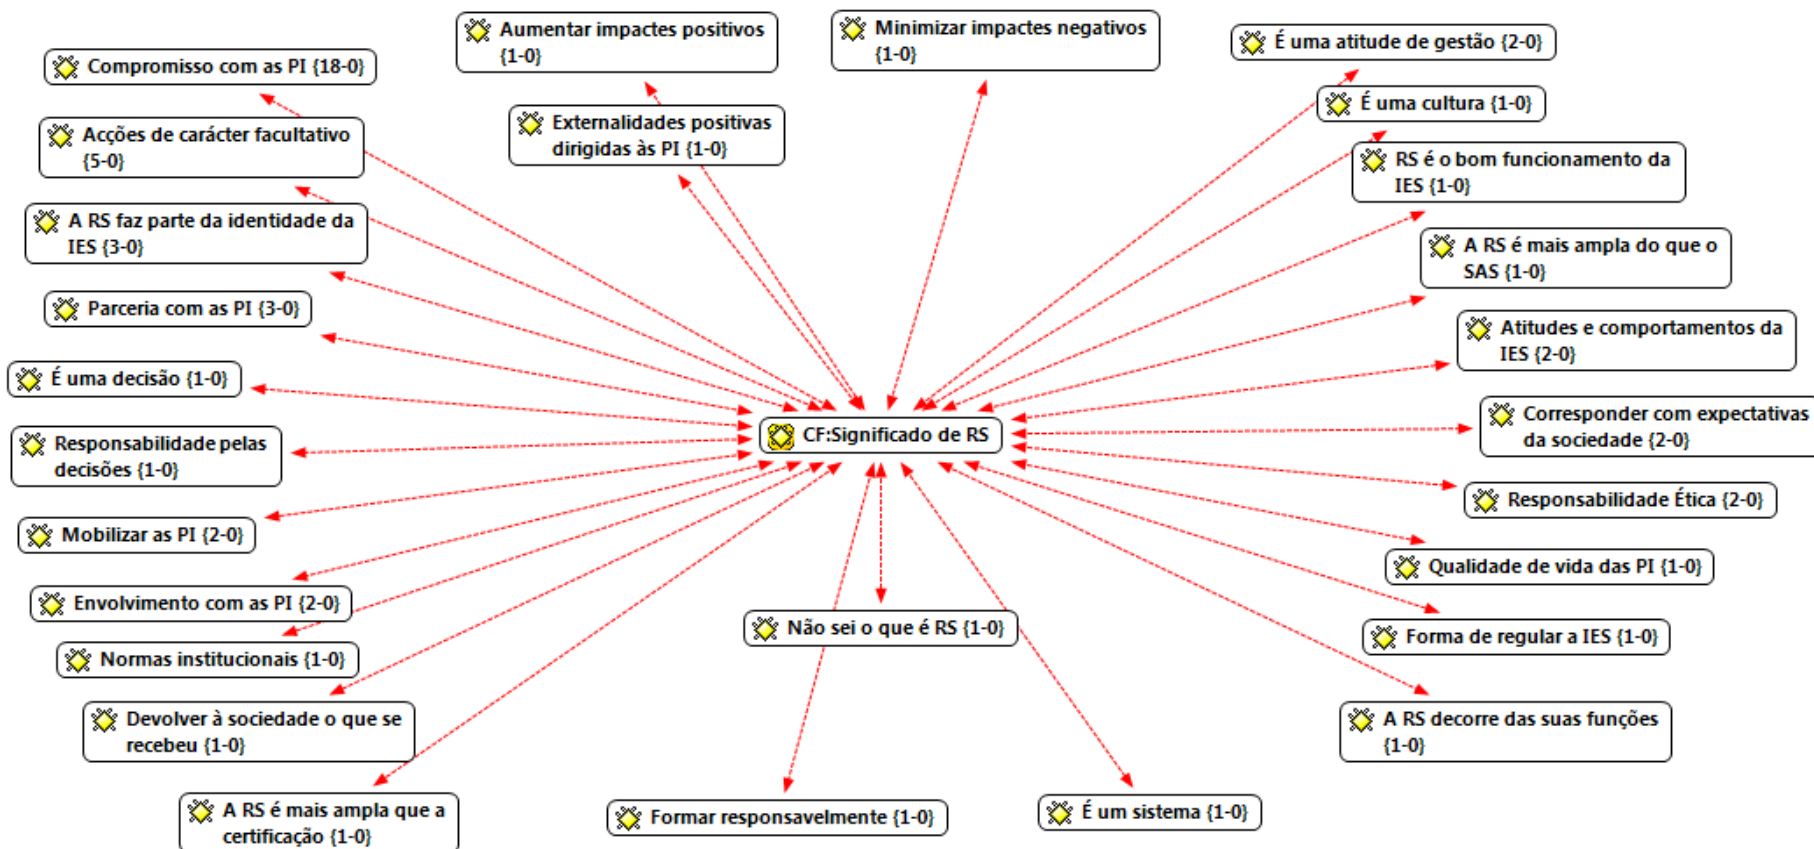 Aumentar impactes positivos
{1-0}
Minimizar impactes negativos
{1-0}
É uma atitude de gestão {2-0}
Compromisso com as PI {18-0}
É uma cultura {1-0}
Acções de carácter facultativo
{5-0}
Externalidades positivas
dirigidas às PI {1-0}
RS é o bom funcionamento da
IES {1-0}
A RS faz parte da identidade da
IES {3-0}
A RS é mais ampla do que o
SAS {1-0}
Parceria com as PI {3-0}
Atitudes e comportamentos da
IES {2-0}
É uma decisão {1-0}
CF:Significado de RS
Corresponder com expectativas
da sociedade {2-0}
Responsabilidade pelas
decisões {1-0}
Responsabilidade Ética {2-0}
Mobilizar as PI {2-0}
Qualidade de vida das PI {1-0}
Envolvimento com as PI {2-0}
Não sei o que é RS {1-0}
Forma de regular a IES {1-0}
Normas institucionais {1-0}
Devolver à sociedade o que se
recebeu {1-0}
A RS decorre das suas funções
{1-0}
A RS é mais ampla que a
certificação {1-0}
Formar responsavelmente {1-0}
É um sistema {1-0}